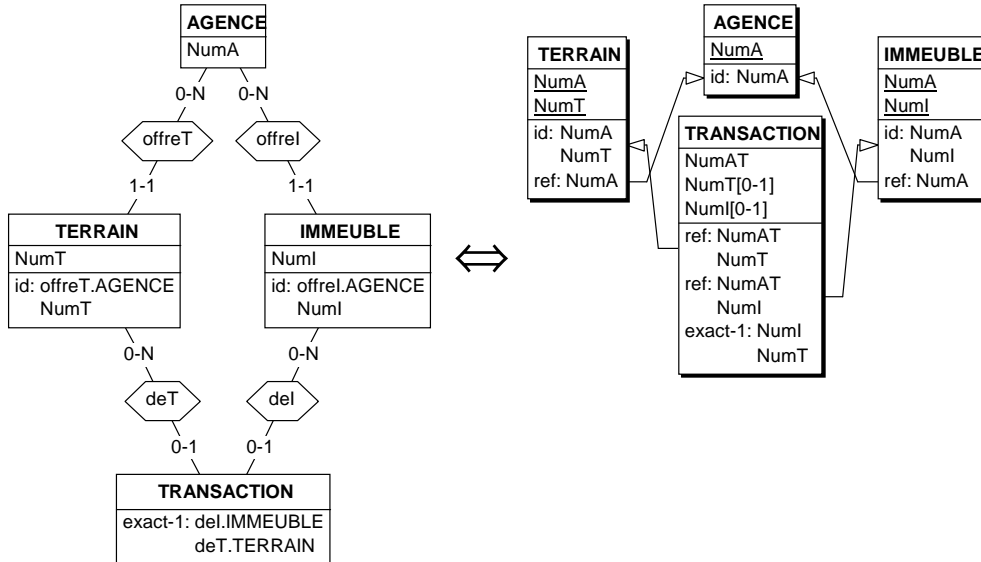 AGENCE
NumA
0-N
0-N
offreT
offreI
1-1
1-1
TERRAIN
NumT
id: offreT.AGENCE
NumT
IMMEUBLE
NumI
id: offreI.AGENCE
NumI
0-N
0-N
deT
deI
0-1
0-1
TRANSACTION
exact-1: deI.IMMEUBLE
deT.TERRAIN
TERRAIN
NumA
NumT
id: NumA
NumT
ref: NumA
AGENCE
NumA
id: NumA
IMMEUBLE
NumA
NumI
id: NumA
NumI
ref: NumA
TRANSACTION
NumAT
NumT[0-1]
NumI[0-1]
ref: NumAT
NumT
ref: NumAT
NumI
exact-1: NumI
NumT